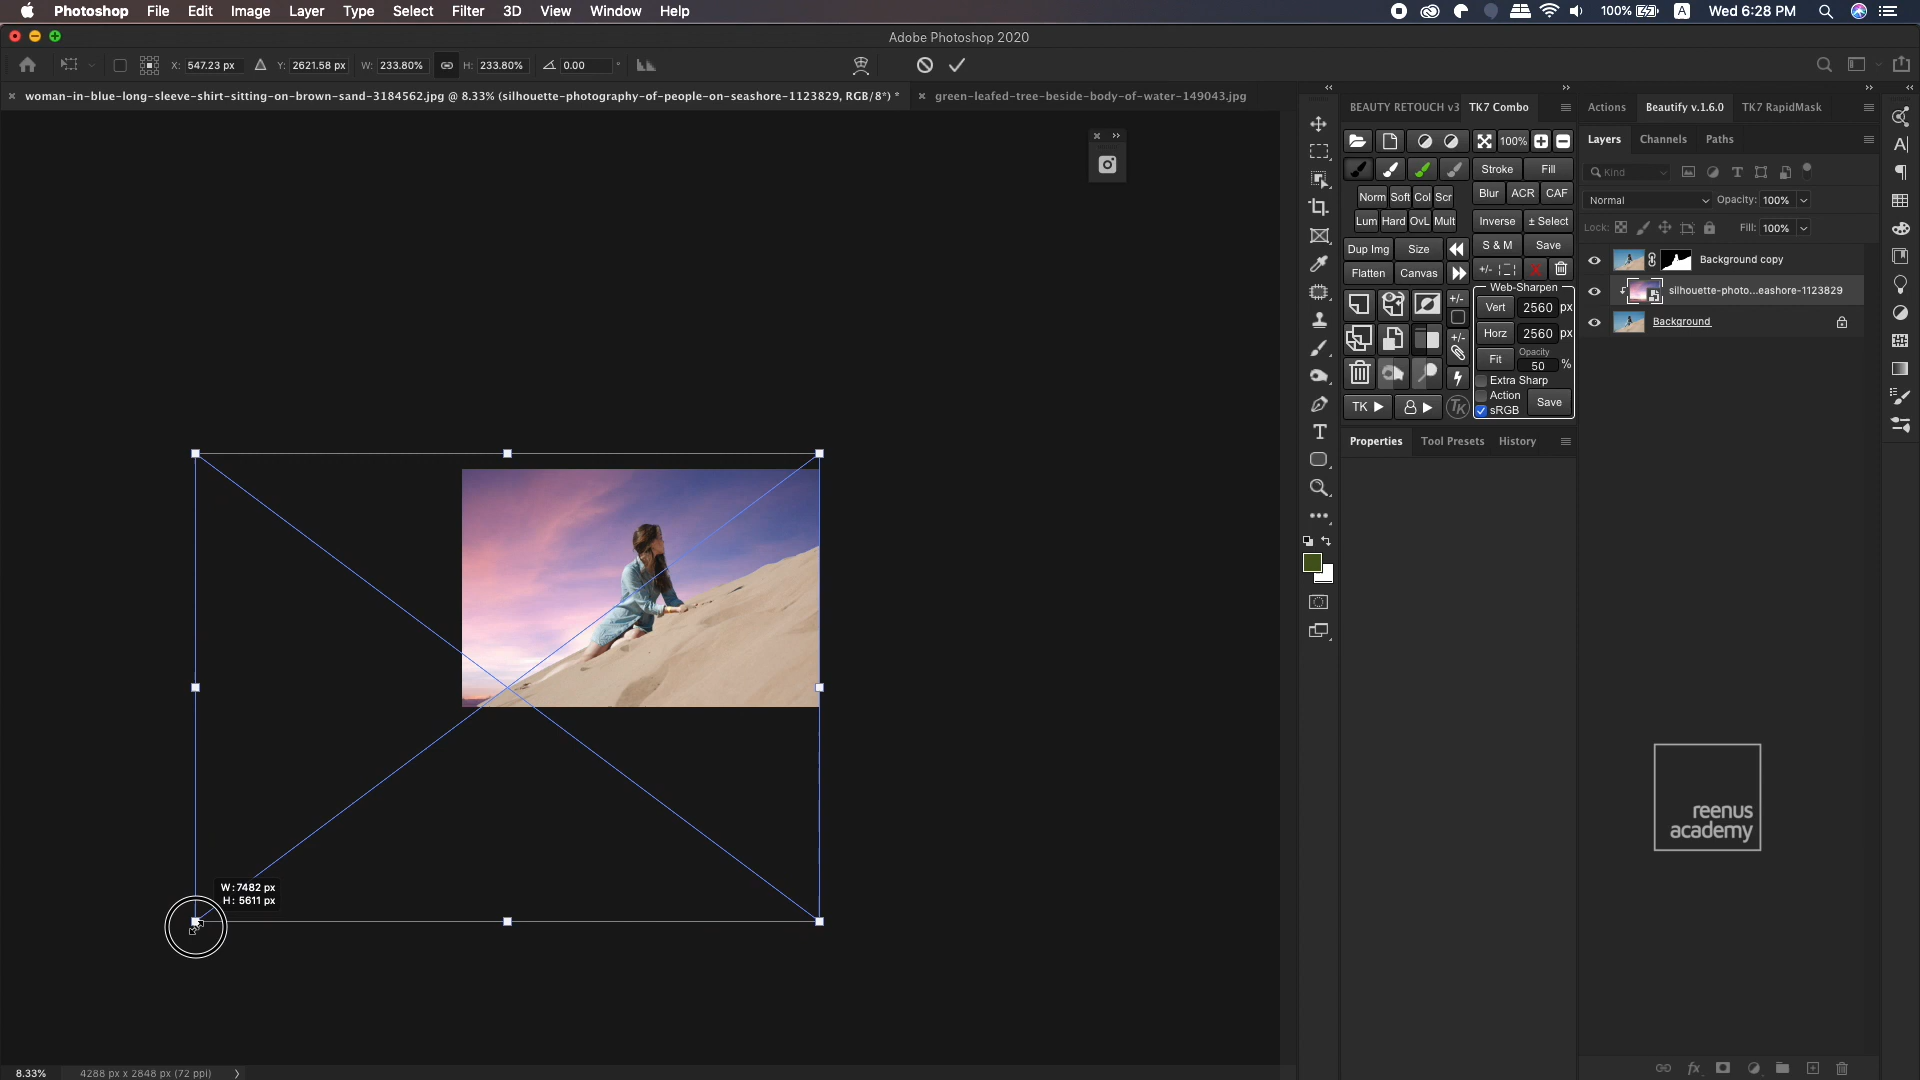 Photoshop File Edit Image Layer Type Select Filter 3D View Window Help 100% A Wed 6:28 PM
Adobe Photoshop 2020
X: 547.23 px Y: 2621.58 px W: 233.80% H: 233.80% 0.00 °
× woman-in-blue-long-sleeve-shirt-sitting-on-brown-sand-3184562.jpg @ 8.33% (silhouette-photography-of-people-on-seashore-1123829, RGB/8*) * × green-leafed-tree-beside-body-of-water-149043.jpg
BEAUTY RETOUCH v3 TK7 Combo
100%
Stroke Fill
Norm Soft Col Scr Blur ACR CAF
Lum Hard OvL Mult Inverse ± Select
Dup Img Size S & M Save
Flatten Canvas +/- X
Web-Sharpen
+/- Vert 2560 px
+/- Horz 2560 px
Fit Opacity 50 %
Extra Sharp
Action
sRGB Save
TK TK
Properties Tool Presets History
Actions Beautify v.1.6.0 TK7 RapidMask
Layers Channels Paths
Kind
Normal Opacity: 100%
Lock: Fill: 100%
Background copy
silhouette-photo...eashore-1123829
Background
W: 7482 px
H: 5611 px
reenus
academy
8.33% 4288 px x 2848 px (72 ppi)
fx